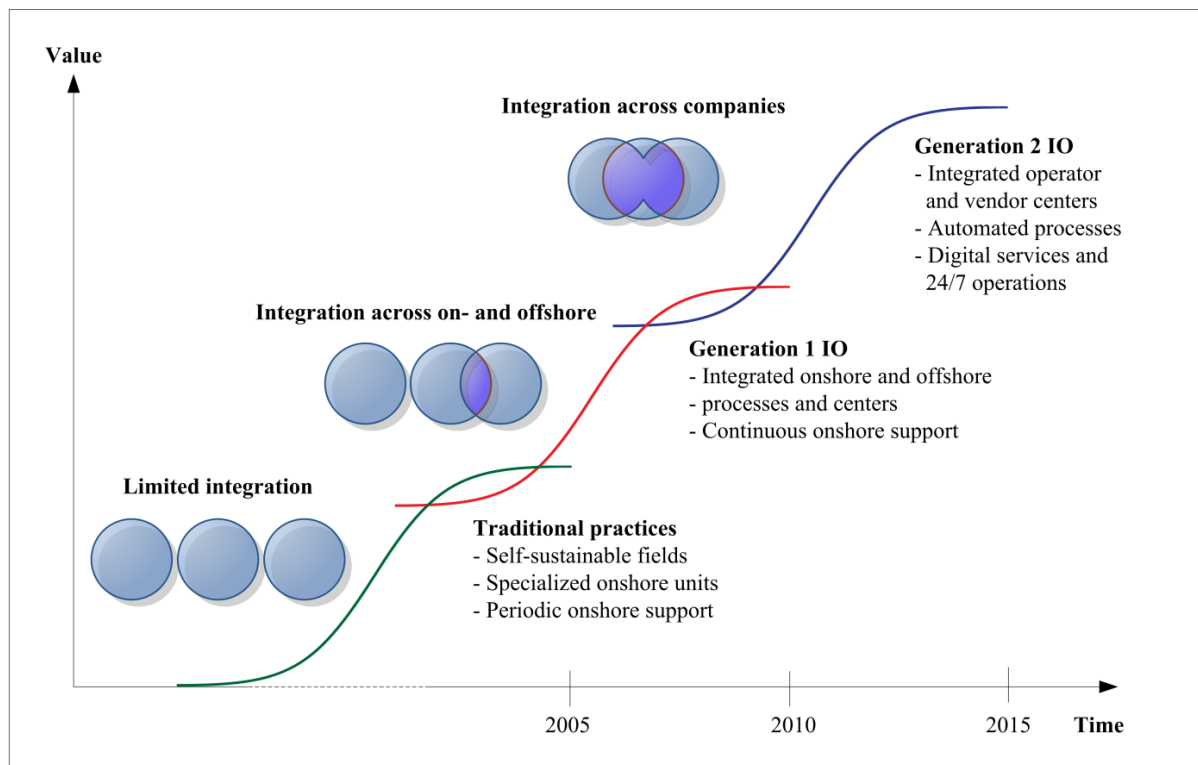 Value
Integration across companies
Generation 2 IO
- Integrated operator
and vendor centers
- Automated processes
- Digital services and
24/7 operations
Integration across on- and offshore
Generation 1 IO
- Integrated onshore and offshore
- processes and centers
- Continuous onshore support
Limited integration
Traditional practices
- Self-sustainable fields
- Specialized onshore units
- Periodic onshore support
2005
2010
2015
Time